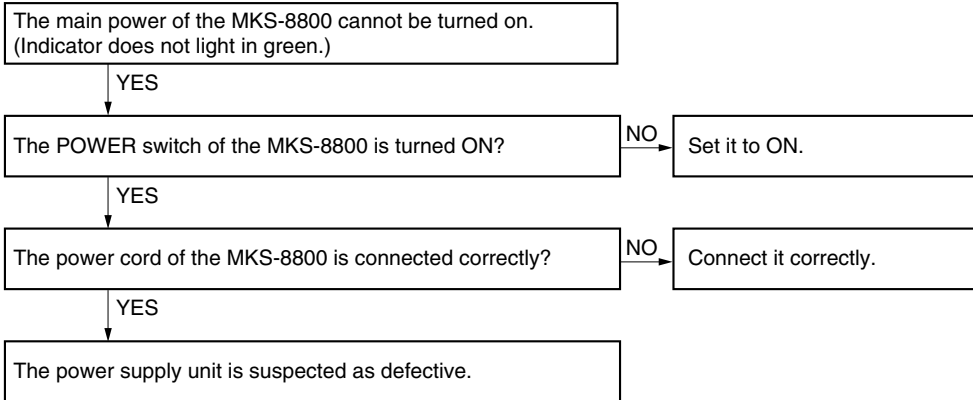 The main power of the MKS-8800 cannot be turned on.
(Indicator does not light in green.)
YES
The POWER switch of the MKS-8800 is turned ON?
NO
Set it to ON.
YES
The power cord of the MKS-8800 is connected correctly?
NO
Connect it correctly.
YES
The power supply unit is suspected as defective.